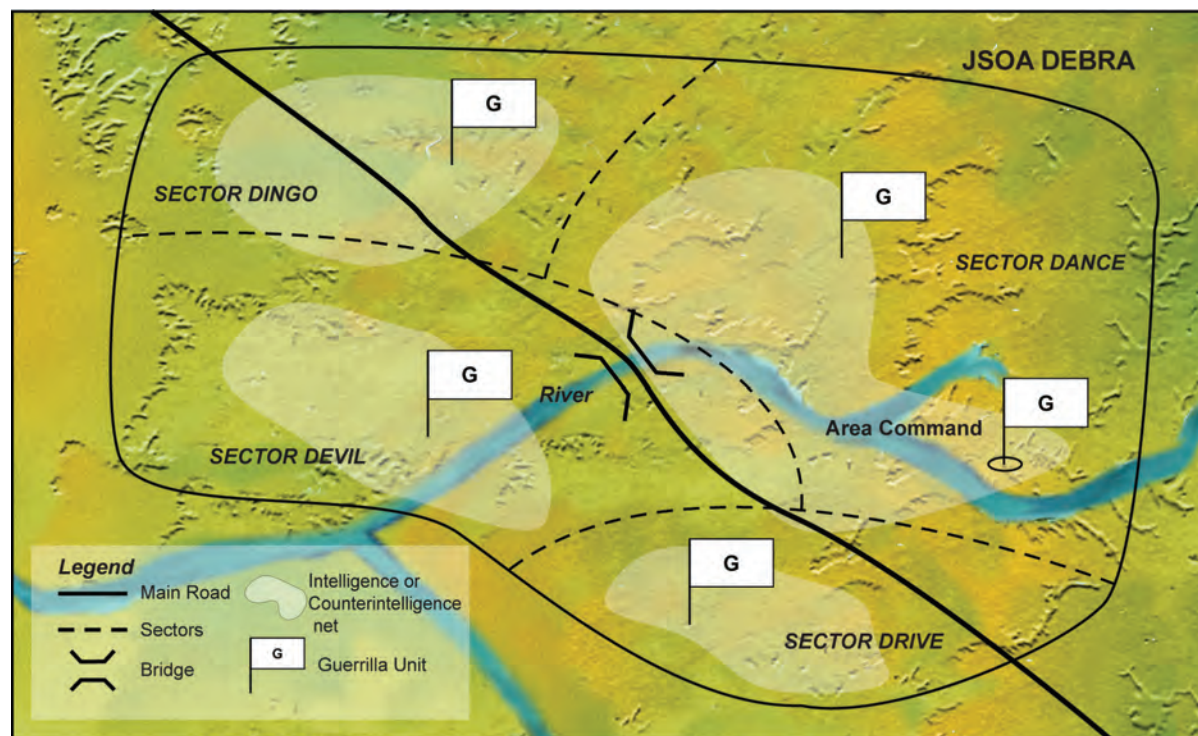 JSOA DEBRA
G
G
SECTOR DINGO
SECTOR DANCE
G
River
G
Area Command
SECTOR DEVIL
G
SECTOR DRIVE
Legend
Main Road
Sectors
Bridge
Intelligence or
Counterintelligence
net
G
Guerrilla Unit